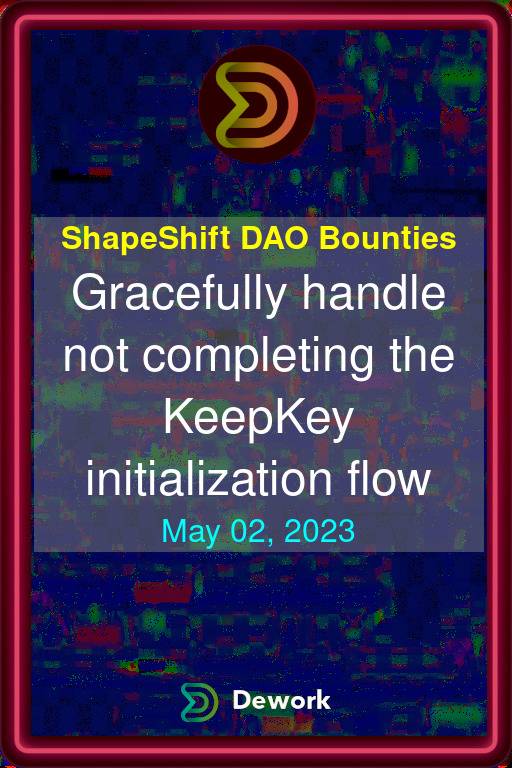 ShapeShift DAO Bounties
Gracefully handle
not completing the
KeepKey
initialization flow
May 02, 2023
Dework